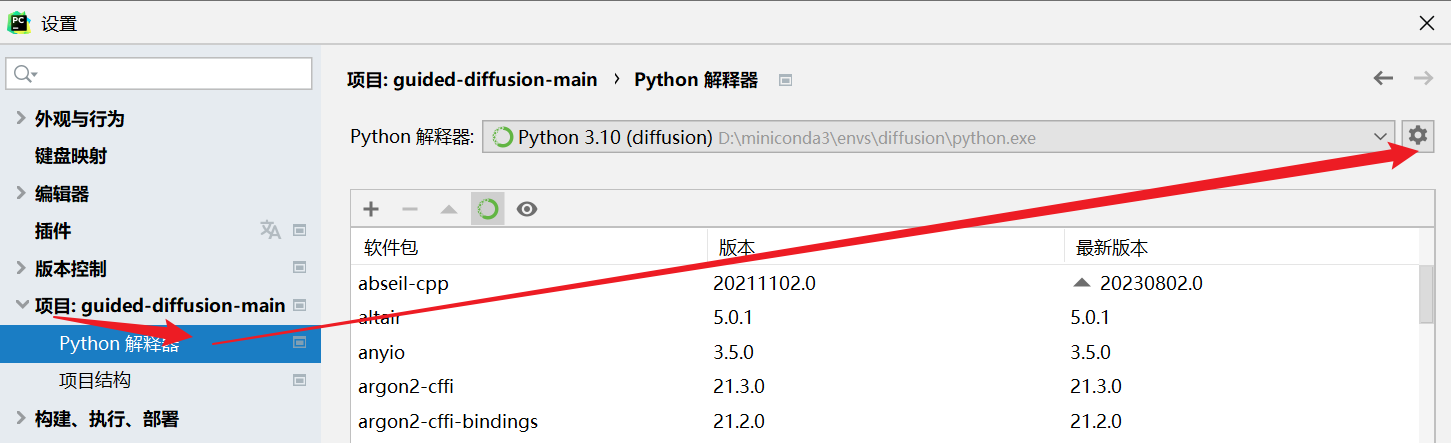 PC 设置
项目: guided-diffusion-main › Python 解释器
外观与行为
键盘映射
编辑器
插件
版本控制
项目: guided-diffusion-main
Python 解释器
项目结构
构建、执行、部署
Python 解释器: Python 3.10 (diffusion) D:\miniconda3\envs\diffusion\python.exe
软件包 版本 最新版本
abseil-cpp 20211102.0 20230802.0
altair 5.0.1 5.0.1
anyio 3.5.0 3.5.0
argon2-cffi 21.3.0 21.3.0
argon2-cffi-bindings 21.2.0 21.2.0